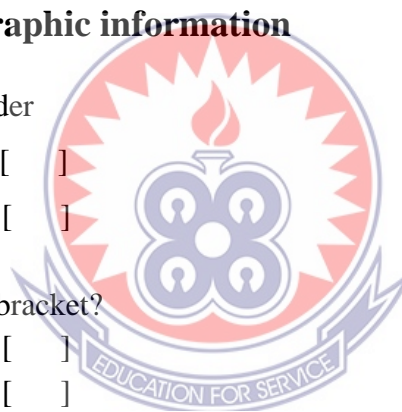 raphic information
der
[ ]
[ ]
bracket?
[ ]
[ ]
EDUCATION FOR SERVICE